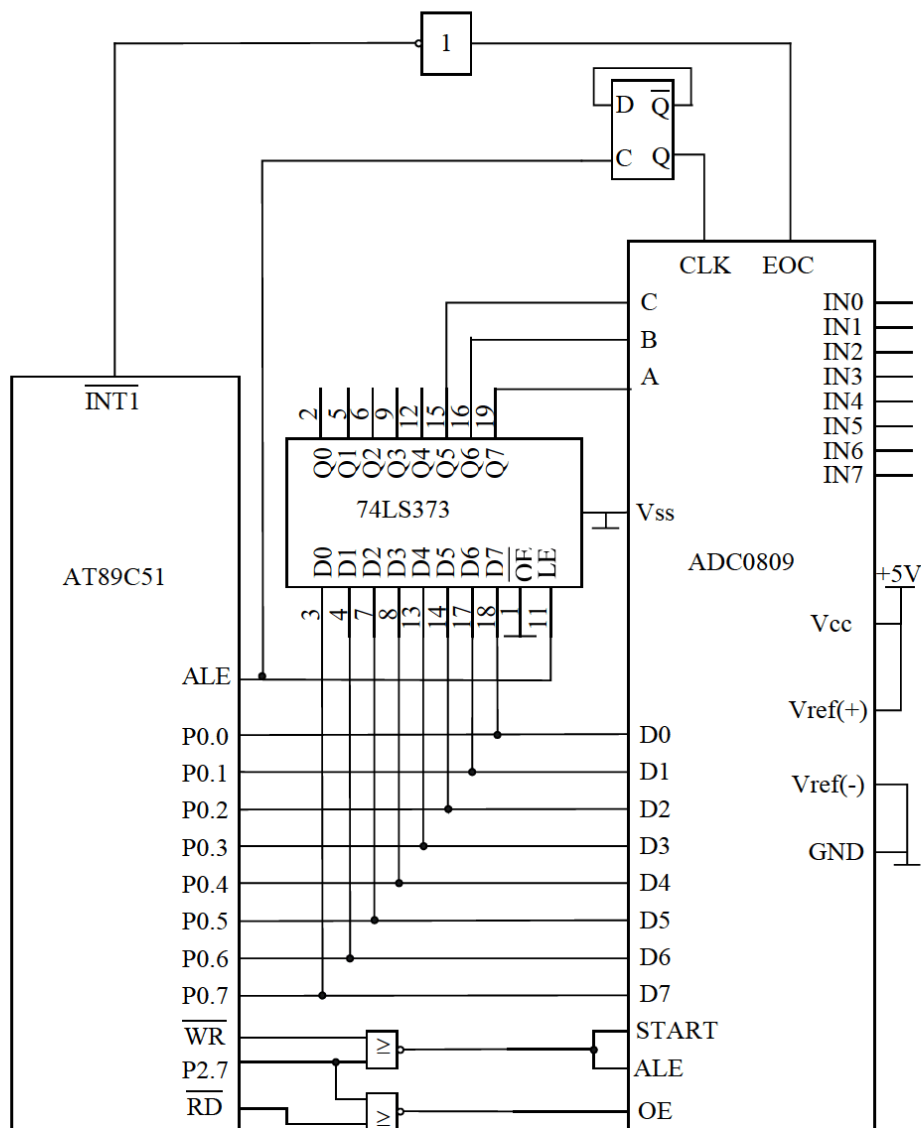 1
D Q̅
C Q
CLK EOC
C
B
A
IN0
IN1
IN2
IN3
IN4
IN5
IN6
IN7
I̅N̅T̅1̅
2 5 6 9 12 15 16 19
Q0 Q1 Q2 Q3 Q4 Q5 Q6 Q7
74LS373
D0 D1 D2 D3 D4 D5 D6 D7 O̅E̅ LE
3 4 7 8 13 14 17 18 1 11
Vss
AT89C51
ADC0809
+5V
Vcc
Vref(+)
Vref(-)
GND
ALE
P0.0 D0
P0.1 D1
P0.2 D2
P0.3 D3
P0.4 D4
P0.5 D5
P0.6 D6
P0.7 D7
W̅R̅ ≥ START
P2.7 ALE
R̅D̅ ≥ OE